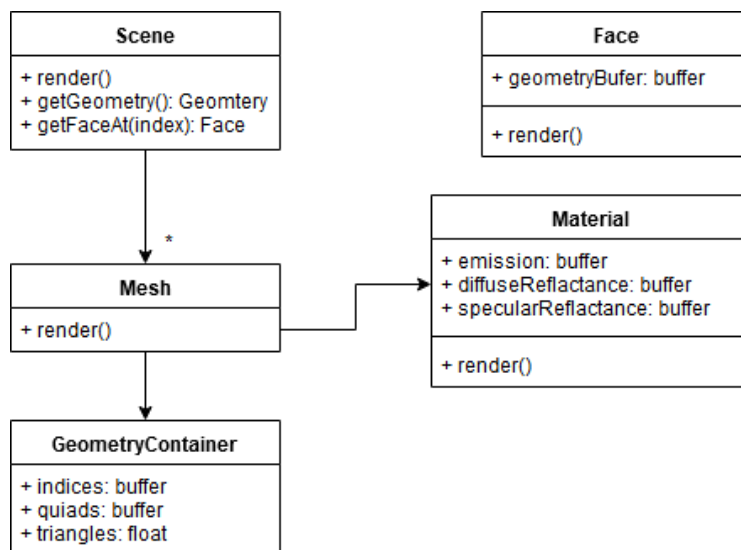 Scene
+ render()
+ getGeometry(): Geomtery
+ getFaceAt(index): Face
Face
+ geometryBufer: buffer
+ render()
*
Mesh
+ render()
Material
+ emission: buffer
+ diffuseReflactance: buffer
+ specularReflactance: buffer
+ render()
GeometryContainer
+ indices: buffer
+ quiads: buffer
+ triangles: float